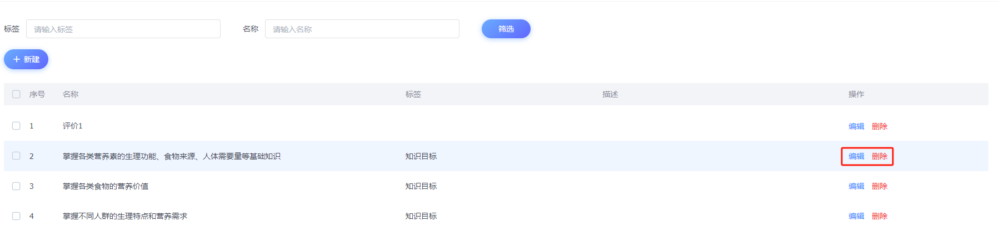 标签 请输入标签 名称 请输入名称 筛选
+ 新建
序号 名称 标签 描述 操作
1 评价1 编辑 删除
2 掌握各类营养素的生理功能、食物来源、人体需要量等基础知识 知识目标 编辑 删除
3 掌握各类食物的营养价值 知识目标 编辑 删除
4 掌握不同人群的生理特点和营养需求 知识目标 编辑 删除